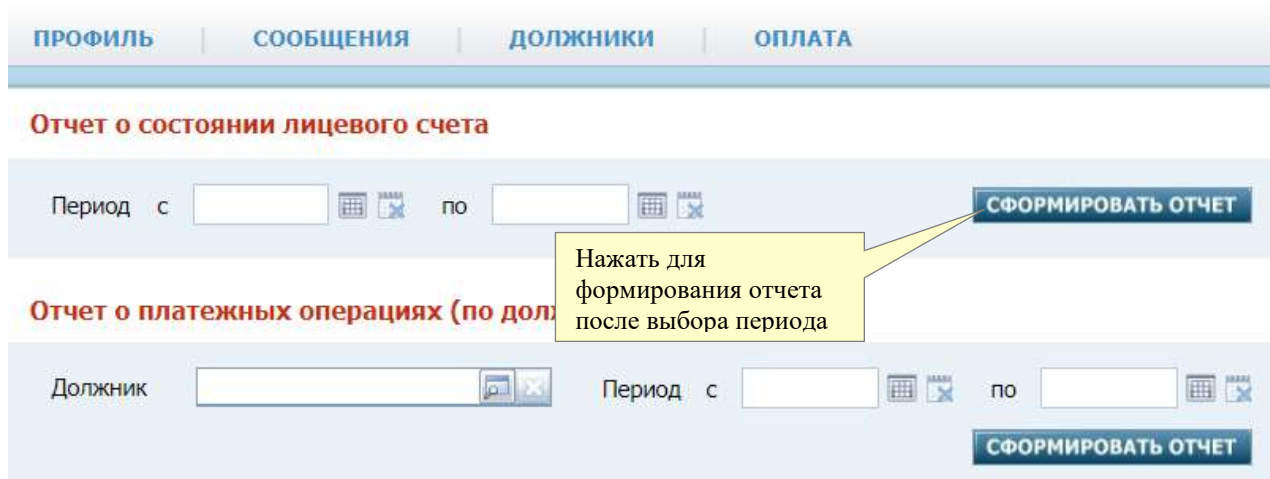 ПРОФИЛЬ СООБЩЕНИЯ ДОЛЖНИКИ ОПЛАТА
Отчет о состоянии лицевого счета
Период с по СФОРМИРОВАТЬ ОТЧЕТ
Нажать для
формирования отчета
после выбора периода
Отчет о платежных операциях (по
Должник Период с по
СФОРМИРОВАТЬ ОТЧЕТ